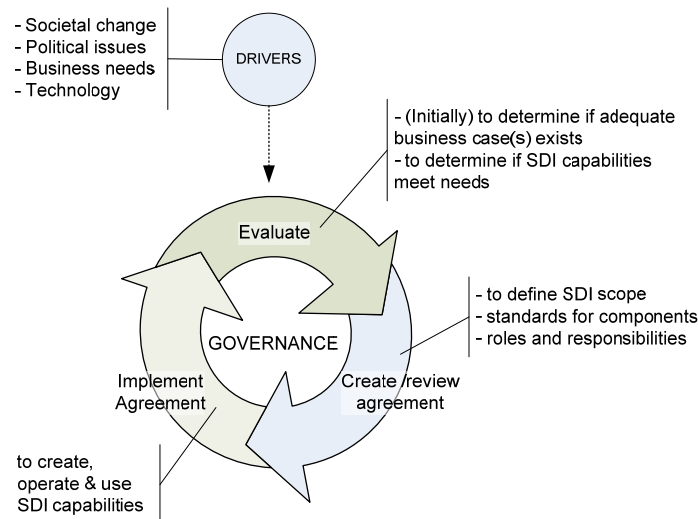 - Societal change
- Political issues
- Business needs
- Technology
DRIVERS
- (Initially) to determine if adequate
business case(s) exists
- to determine if SDI capabilities
meet needs
Evaluate
- to define SDI scope
- standards for components
- roles and responsibilities
GOVERNANCE
Implement
Agreement
Create /review
agreement
to create,
operate & use
SDI capabilities